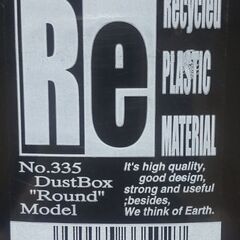 Re
Recycled
PLASTIC
MATERIAL
No.335
DustBox
"Round"
Model
It's high quality,
good design,
strong and useful
;besides,
We think of Earth.